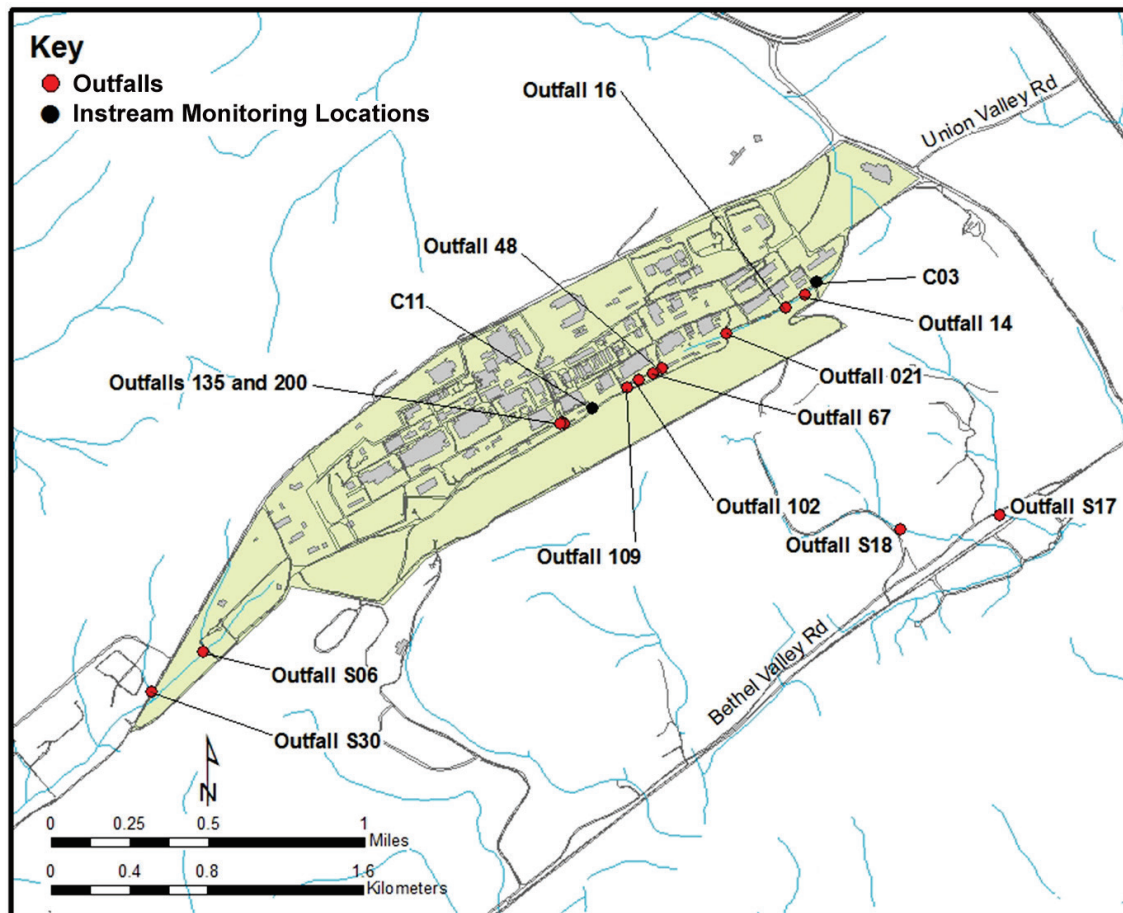 Key
Outfalls
Instream Monitoring Locations
Outfall 16
Union Valley Rd
Outfall 48
C11
C03
Outfall 14
Outfalls 135 and 200
Outfall 021
Outfall 67
Outfall 102
Outfall S17
Outfall S18
Outfall 109
Bethel Valley Rd
Outfall S06
Outfall S30
N
0 0.25 0.5 1
Miles
0 0.4 0.8 1.6
Kilometers